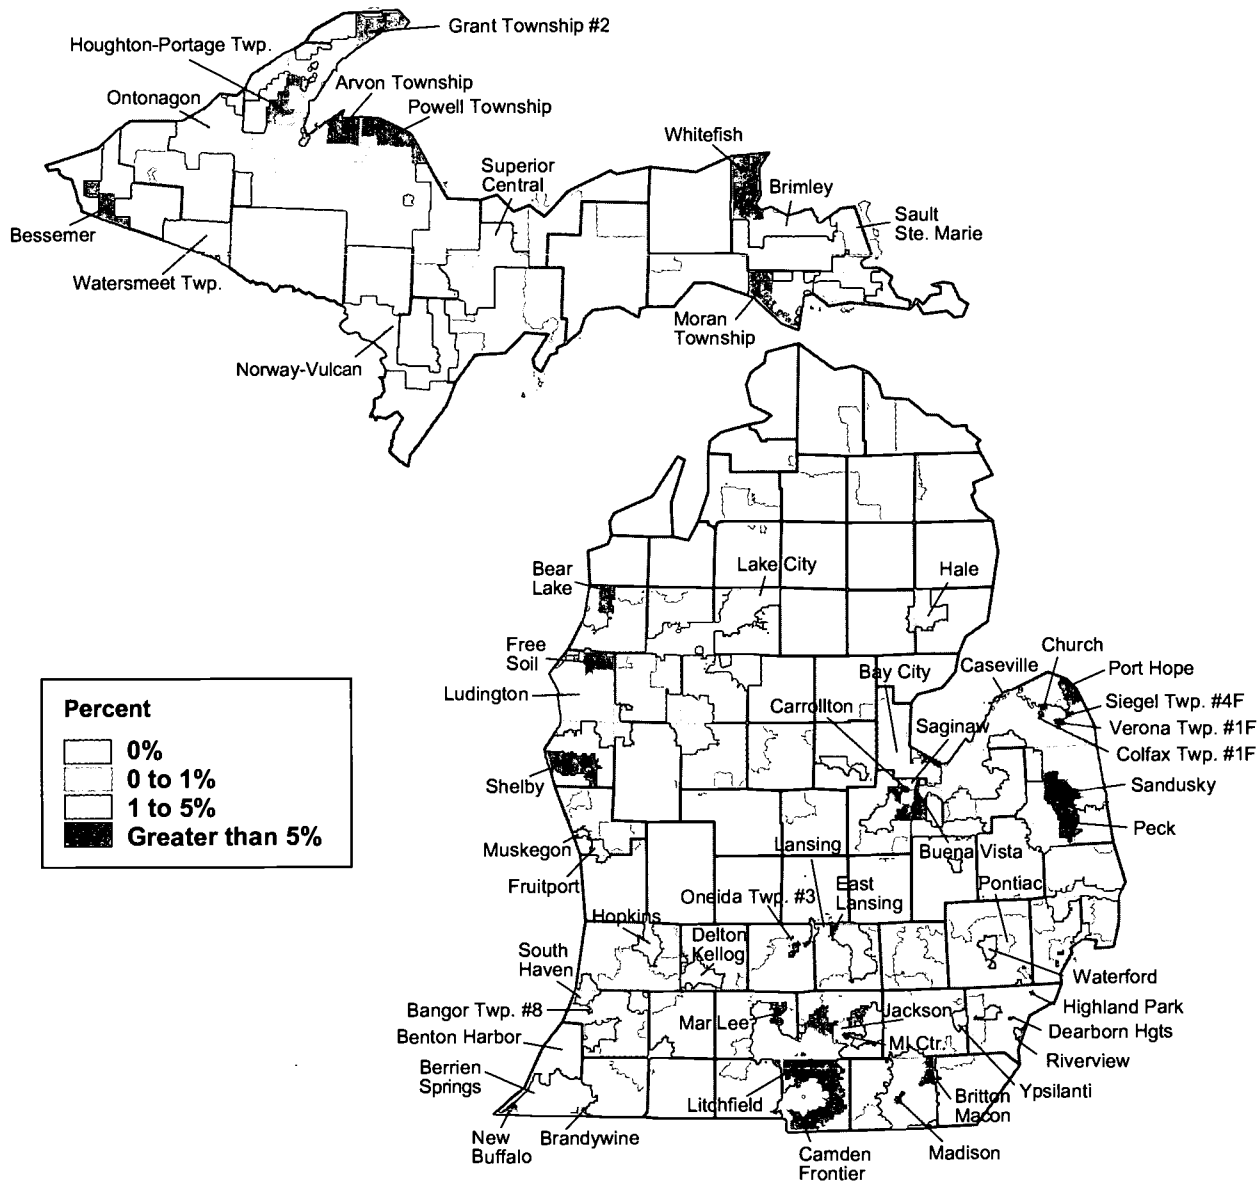 Grant Township #2
Houghton-Portage Twp.
Arvon Township
Ontonagon
Powell Township
Whitefish
Superior
Central
Brimley
Sault
Ste. Marie
Bessemer
Watersmeet Twp.
Moran
Township
Norway-Vulcan
Bear
Lake
Lake City
Hale
Free
Soil
Church
Bay City
Caseville
Port Hope
Ludington
Carrollton
Siegel Twp. #4F
Saginaw
Verona Twp. #1F
Colfax Twp. #1F
Percent
0%
0 to 1%
1 to 5%
Greater than 5%
Shelby
Sandusky
Peck
Muskegon
Lansing
Buena Vista
Fruitport
Oneida Twp. #3
East
Lansing
Pontiac
Hopkins
Delton
Kellog
South
Haven
Waterford
Bangor Twp. #8
Highland Park
Mar Lee
Jackson
Benton Harbor
Dearborn Hgts
MI Ctr.
Riverview
Berrien
Springs
Ypsilanti
Litchfield
Britton
Macon
New
Buffalo
Brandywine
Camden
Frontier
Madison